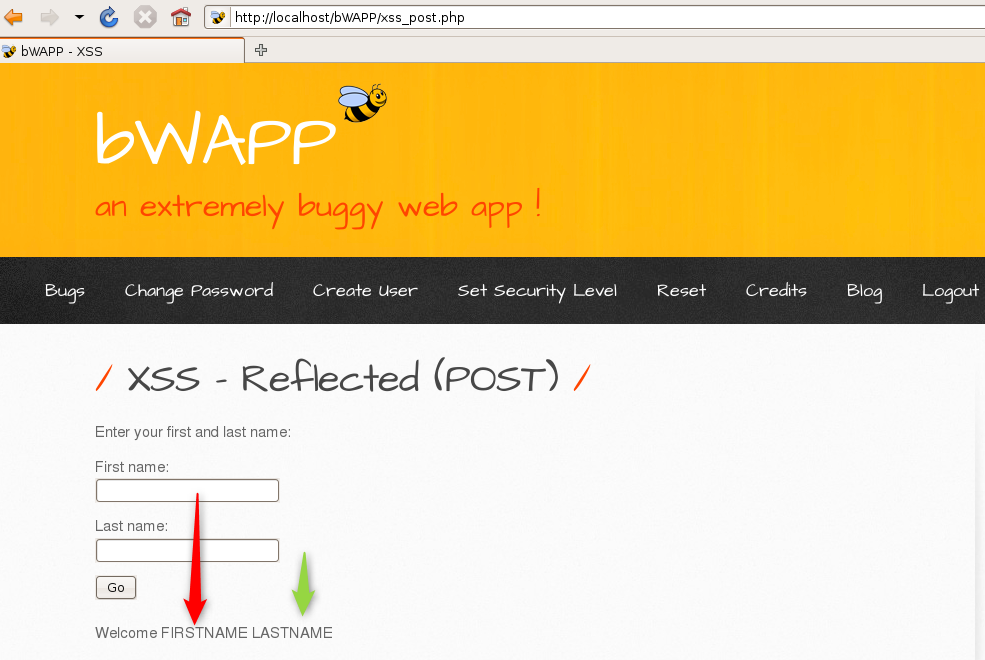 http://localhost/bWAPP/xss_post.php
bWAPP - XSS
bWAPP
an extremely buggy web app !
Bugs Change Password Create User Set Security Level Reset Credits Blog Logout
/ XSS - Reflected (POST) /
Enter your first and last name:
First name:
Last name:
Go
Welcome FIRSTNAME LASTNAME